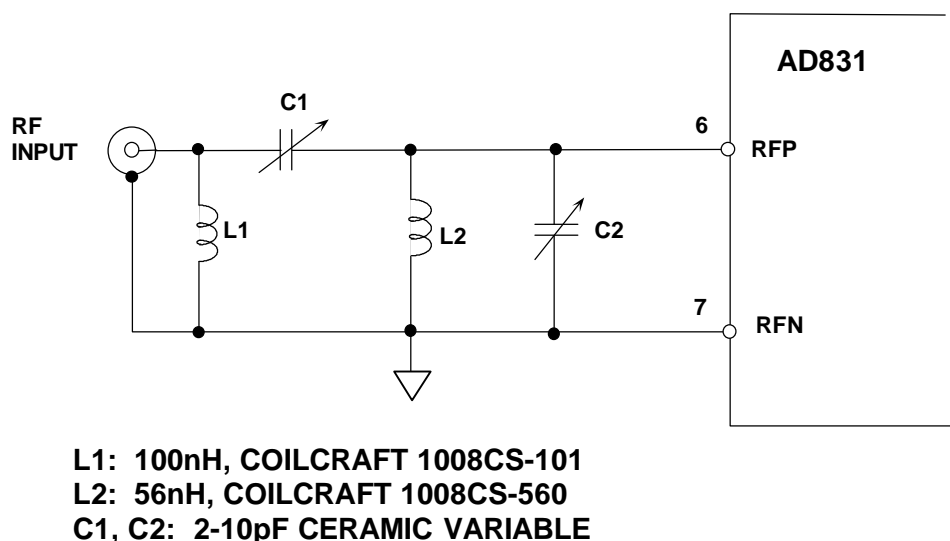 AD831
C1
RF
INPUT
6
RFP
L1
L2
C2
7
RFN
L1: 100nH, COILCRAFT 1008CS-101
L2: 56nH, COILCRAFT 1008CS-560
C1, C2: 2-10pF CERAMIC VARIABLE